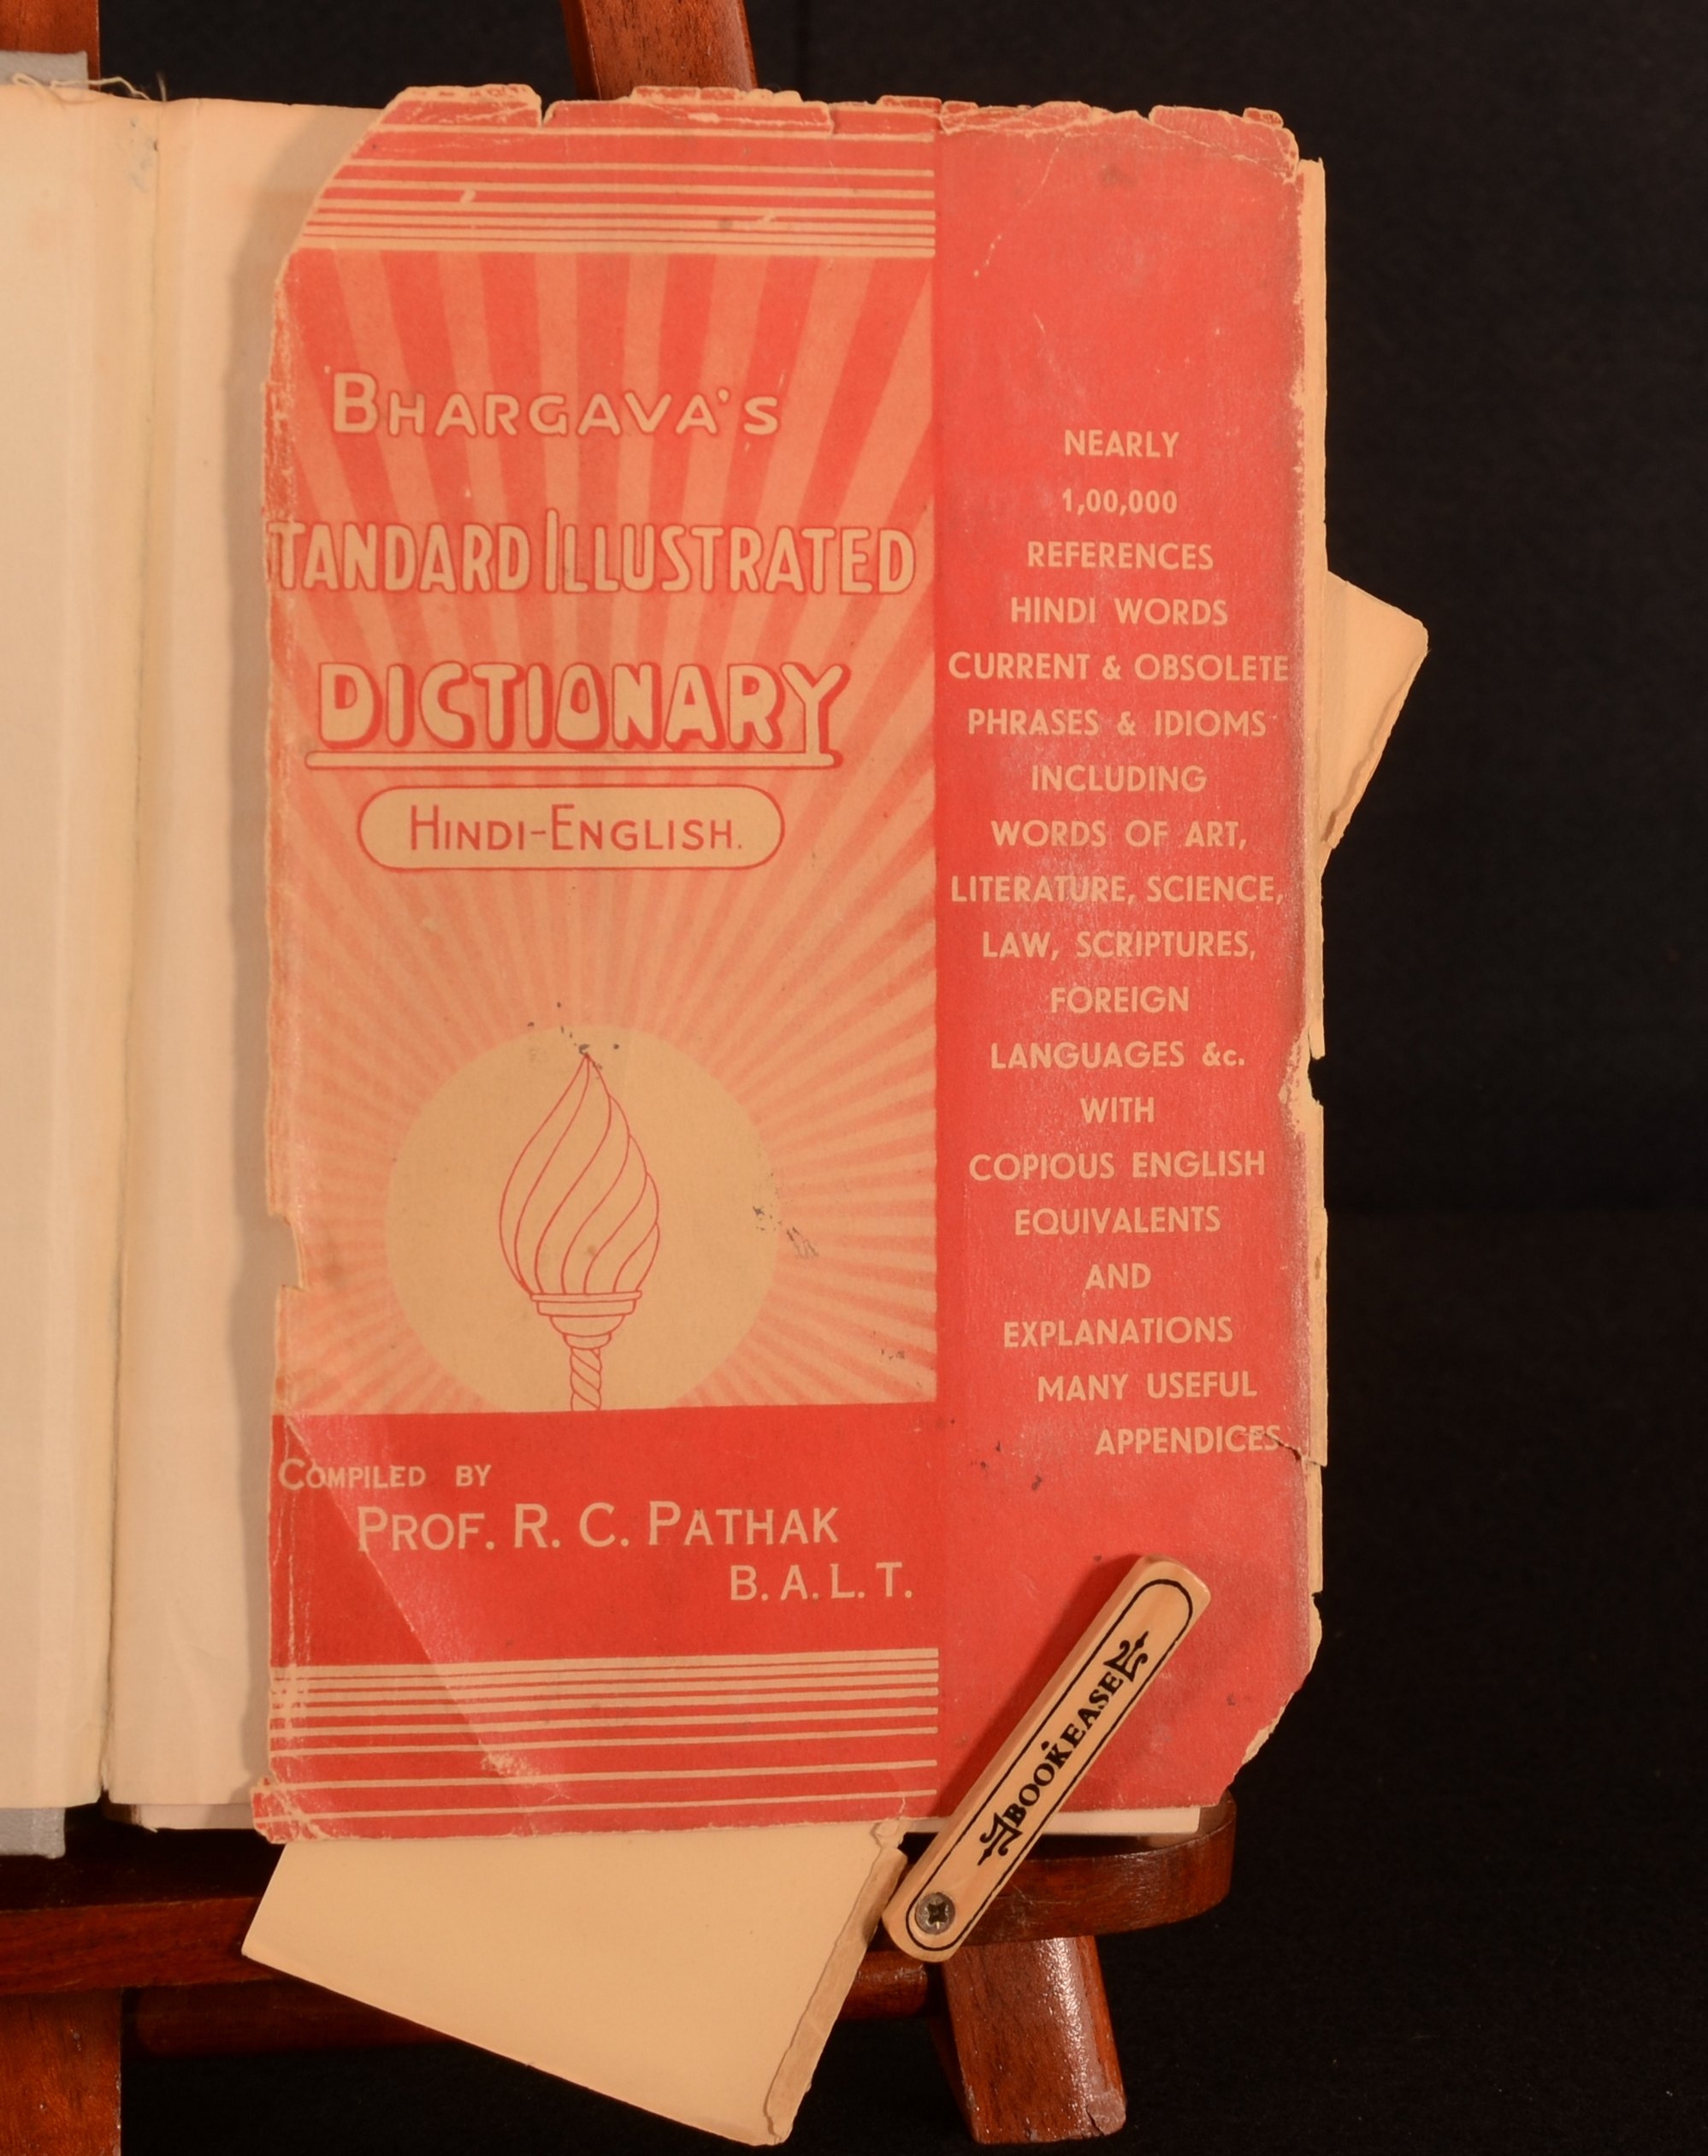 BHARGAVA'S
TANDARD ILLUSTRATED
DICTIONARY
HINDI-ENGLISH.
COMPILED BY
PROF. R. C. PATHAK
B. A. L. T.
NEARLY
1,00,000
REFERENCES
HINDI WORDS
CURRENT & OBSOLETE
PHRASES & IDIOMS
INCLUDING
WORDS OF ART,
LITERATURE, SCIENCE,
LAW, SCRIPTURES,
FOREIGN
LANGUAGES &c.
WITH
COPIOUS ENGLISH
EQUIVALENTS
AND
EXPLANATIONS
MANY USEFUL
APPENDICES.
BOOKEASE